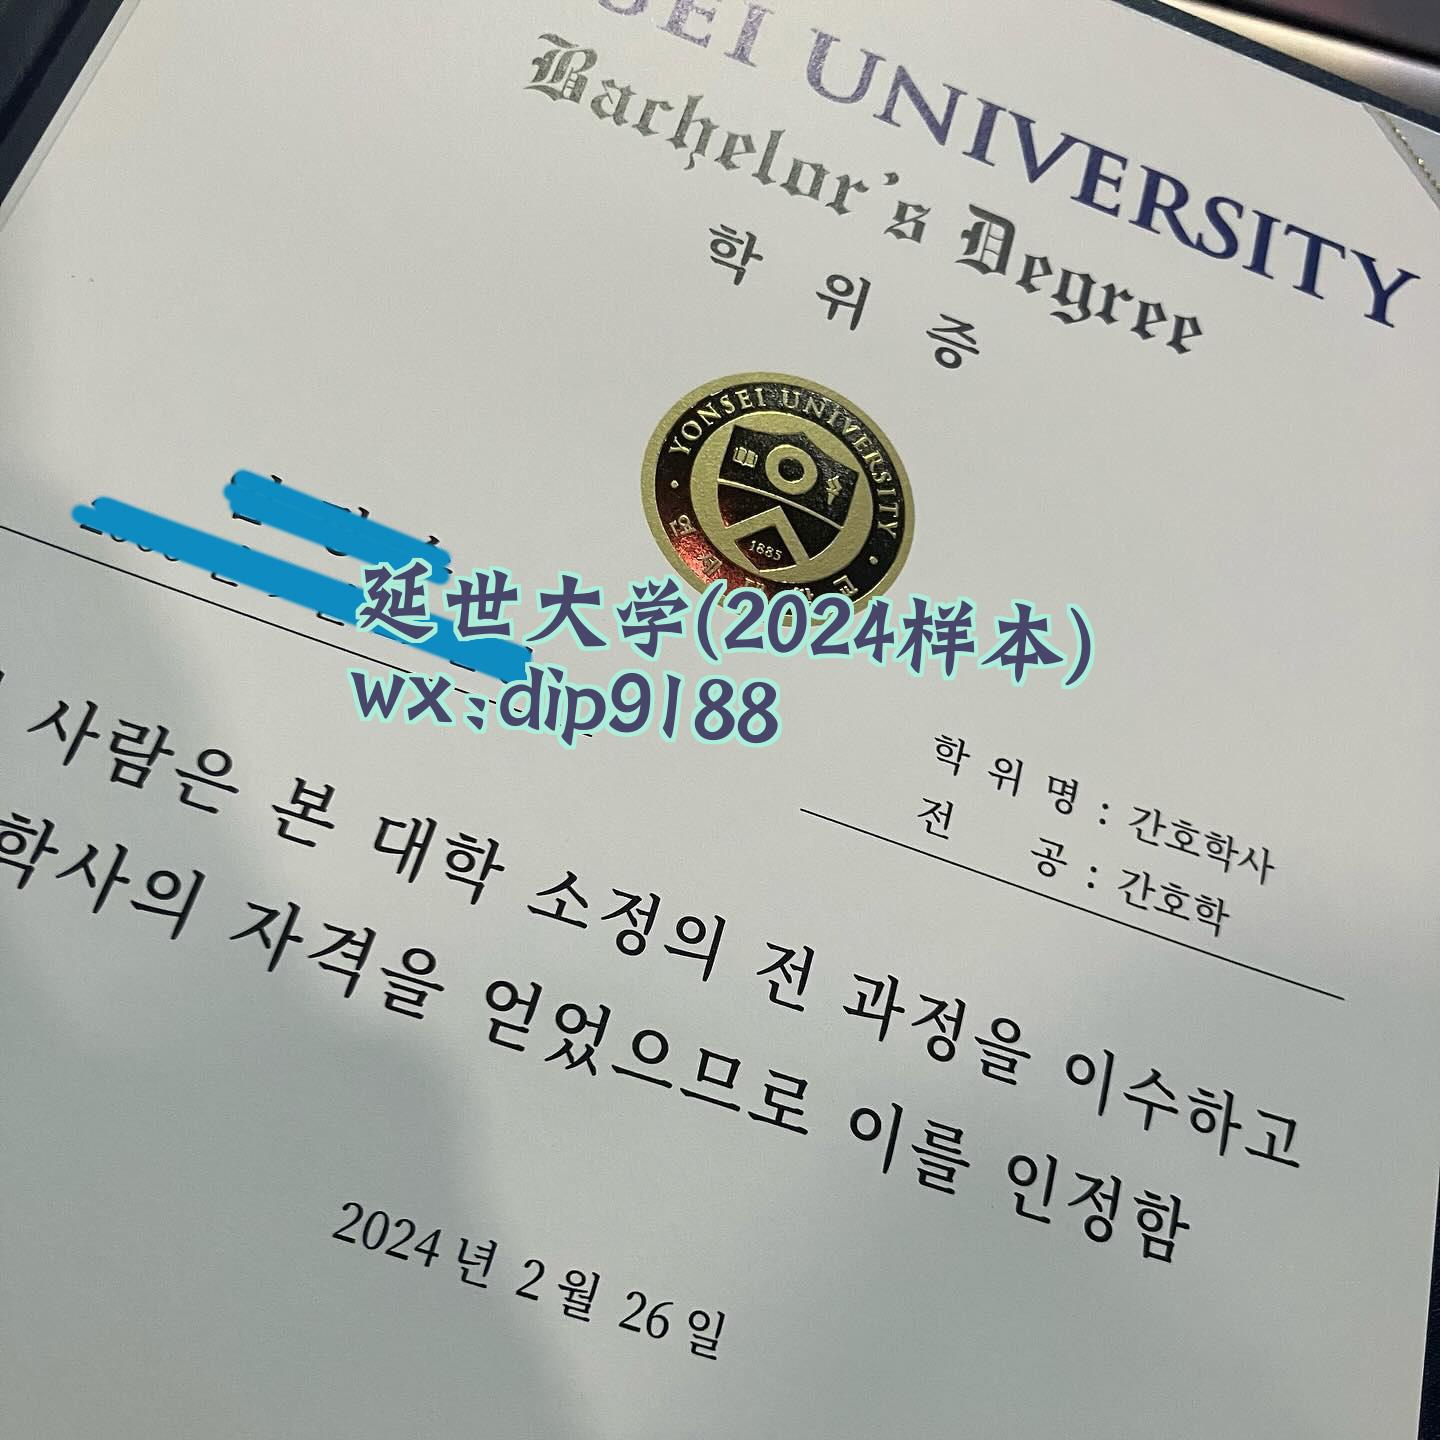 UNIVERSITY
Bachelor's Degree
학 위 증
YONSEI UNIVERSITY
1885
延世大学(2024样本)
wx:dip9188
학 위 명 : 간호학사
전 공 : 간호학
사람은 본 대학 소정의 전 과정을 이수하고
학사의 자격을 얻었으므로 이를 인정함
2024 년 2 월 26 일